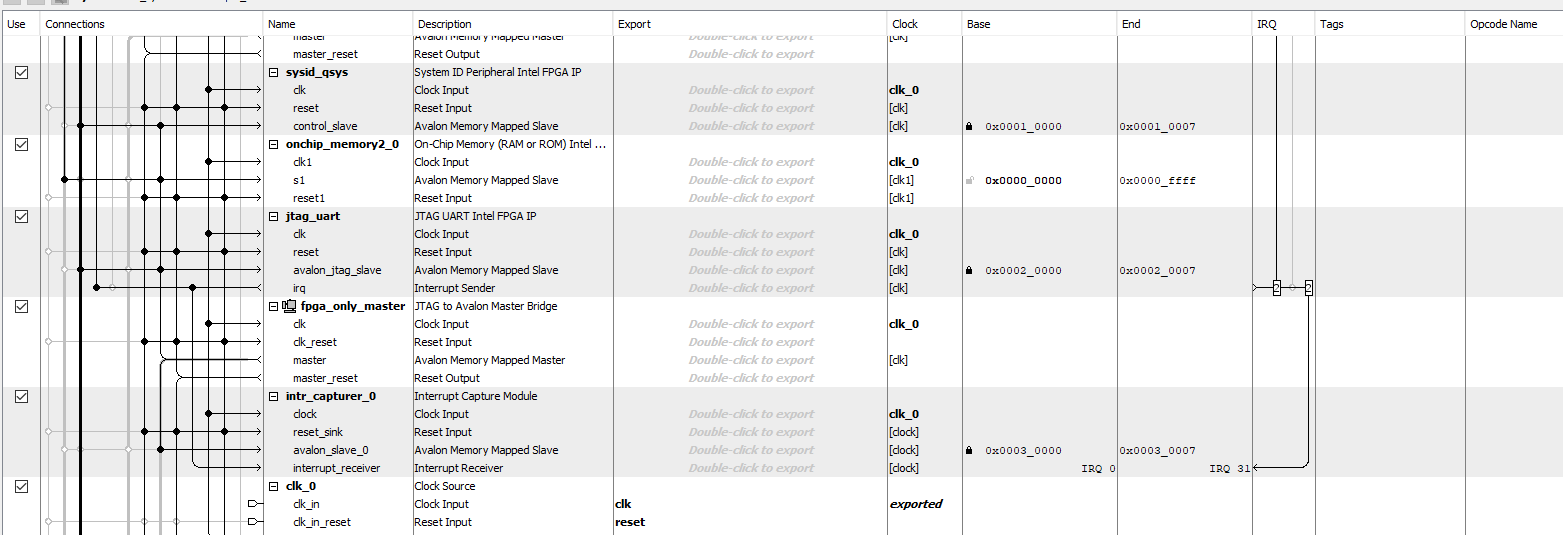 Use Connections Name Description Export Clock Base End IRQ Tags Opcode Name
master Avalon Memory Mapped Master Double-click to export [clk]
master_reset Reset Output Double-click to export
sysid_qsys System ID Peripheral Intel FPGA IP
clk Clock Input Double-click to export clk_0
reset Reset Input Double-click to export [clk]
control_slave Avalon Memory Mapped Slave Double-click to export [clk] 0x0001_0000 0x0001_0007
onchip_memory2_0 On-Chip Memory (RAM or ROM) Intel ...
clk1 Clock Input Double-click to export clk_0
s1 Avalon Memory Mapped Slave Double-click to export [clk1] 0x0000_0000 0x0000_ffff
reset1 Reset Input Double-click to export [clk1]
jtag_uart JTAG UART Intel FPGA IP
clk Clock Input Double-click to export clk_0
reset Reset Input Double-click to export [clk]
avalon_jtag_slave Avalon Memory Mapped Slave Double-click to export [clk] 0x0002_0000 0x0002_0007
irq Interrupt Sender Double-click to export [clk] 2 2
fpga_only_master JTAG to Avalon Master Bridge
clk Clock Input Double-click to export clk_0
clk_reset Reset Input Double-click to export
master Avalon Memory Mapped Master Double-click to export [clk]
master_reset Reset Output Double-click to export
intr_capturer_0 Interrupt Capture Module
clock Clock Input Double-click to export clk_0
reset_sink Reset Input Double-click to export [clock]
avalon_slave_0 Avalon Memory Mapped Slave Double-click to export [clock] 0x0003_0000 0x0003_0007
interrupt_receiver Interrupt Receiver Double-click to export [clock] IRQ 0 IRQ 31
clk_0 Clock Source
clk_in Clock Input clk exported
clk_in_reset Reset Input reset